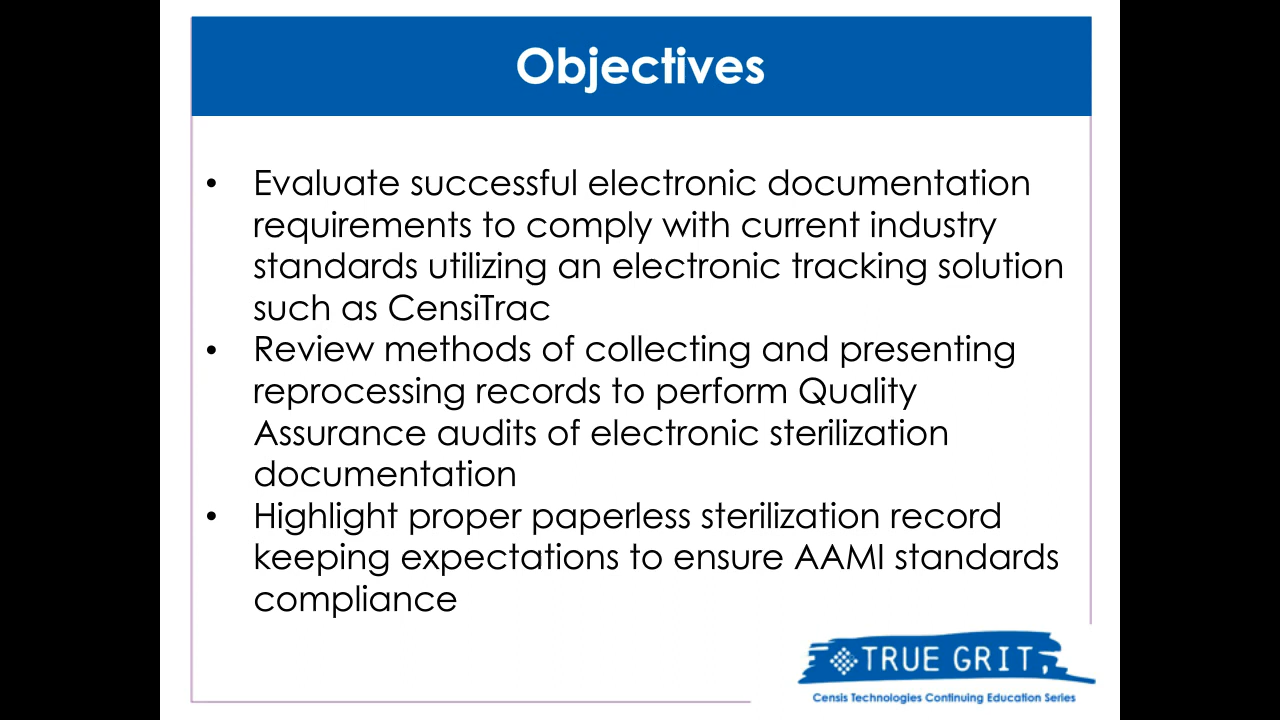 Objectives
• Evaluate successful electronic documentation
requirements to comply with current industry
standards utilizing an electronic tracking solution
such as CensiTrac
• Review methods of collecting and presenting
reprocessing records to perform Quality
Assurance audits of electronic sterilization
documentation
• Highlight proper paperless sterilization record
keeping expectations to ensure AAMI standards
compliance
TRUE GRIT
Censis Technologies Continuing Education Series